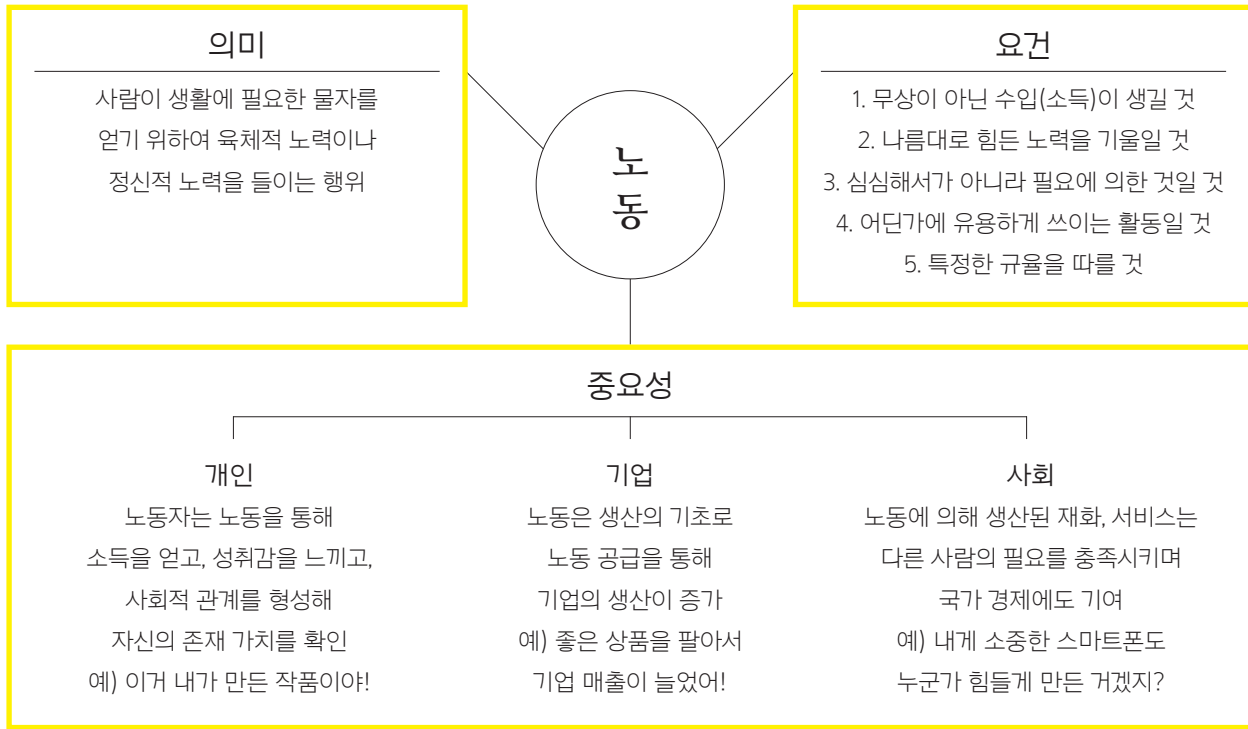 의미
사람이 생활에 필요한 물자를
얻기 위하여 육체적 노력이나
정신적 노력을 들이는 행위
노
동
요건
1. 무상이 아닌 수입(소득)이 생길 것
2. 나름대로 힘든 노력을 기울일 것
3. 심심해서가 아니라 필요에 의한 것일 것
4. 어딘가에 유용하게 쓰이는 활동일 것
5. 특정한 규율을 따를 것
중요성
개인
노동자는 노동을 통해
소득을 얻고, 성취감을 느끼고,
사회적 관계를 형성해
자신의 존재 가치를 확인
예) 이거 내가 만든 작품이야!
기업
노동은 생산의 기초로
노동 공급을 통해
기업의 생산이 증가
예) 좋은 상품을 팔아서
기업 매출이 늘었어!
사회
노동에 의해 생산된 재화, 서비스는
다른 사람의 필요를 충족시키며
국가 경제에도 기여
예) 내게 소중한 스마트폰도
누군가 힘들게 만든 거겠지?